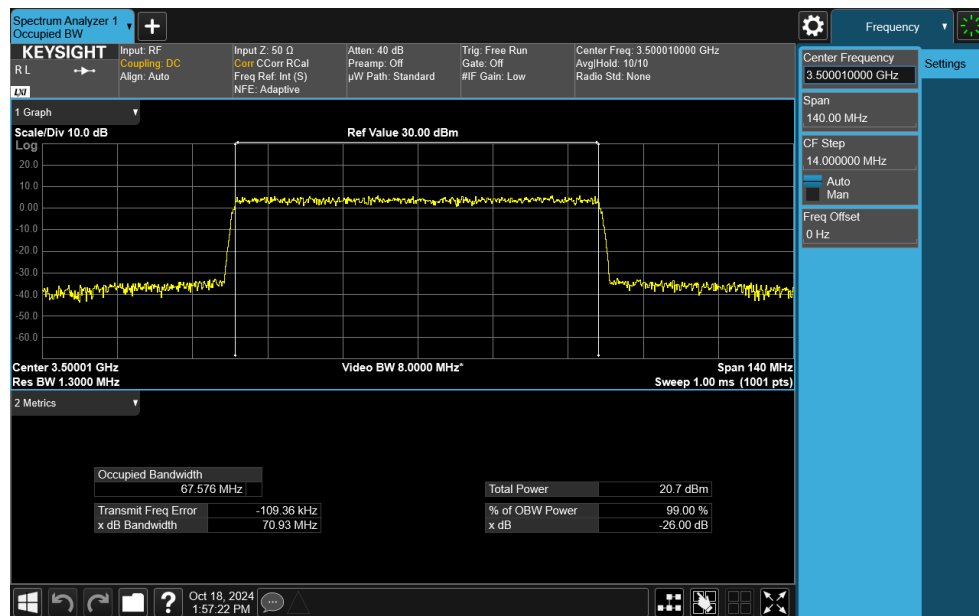 Spectrum Analyzer 1
Occupied BW
+
Frequency
KEYSIGHT
R L
LXI
Input: RF
Coupling: DC
Align: Auto
Input Z: 50 Ω
Corr CCorr RCal
Freq Ref: Int (S)
NFE: Adaptive
Atten: 40 dB
Preamp: Off
µW Path: Standard
Trig: Free Run
Gate: Off
#IF Gain: Low
Center Freq: 3.500010000 GHz
Avg|Hold: 10/10
Radio Std: None
Center Frequency
3.500010000 GHz
Settings
Span
140.00 MHz
CF Step
14.000000 MHz
Auto
Man
Freq Offset
0 Hz
1 Graph
Scale/Div 10.0 dB
Ref Value 30.00 dBm
Log
20.0
10.0
0.00
-10.0
-20.0
-30.0
-40.0
-50.0
-60.0
Center 3.50001 GHz
Video BW 8.0000 MHz*
Span 140 MHz
Res BW 1.3000 MHz
Sweep 1.00 ms (1001 pts)
2 Metrics
Occupied Bandwidth
67.576 MHz
Total Power 20.7 dBm
Transmit Freq Error -109.36 kHz
% of OBW Power 99.00 %
x dB Bandwidth 70.93 MHz
x dB -26.00 dB
?
Oct 18, 2024
1:57:22 PM